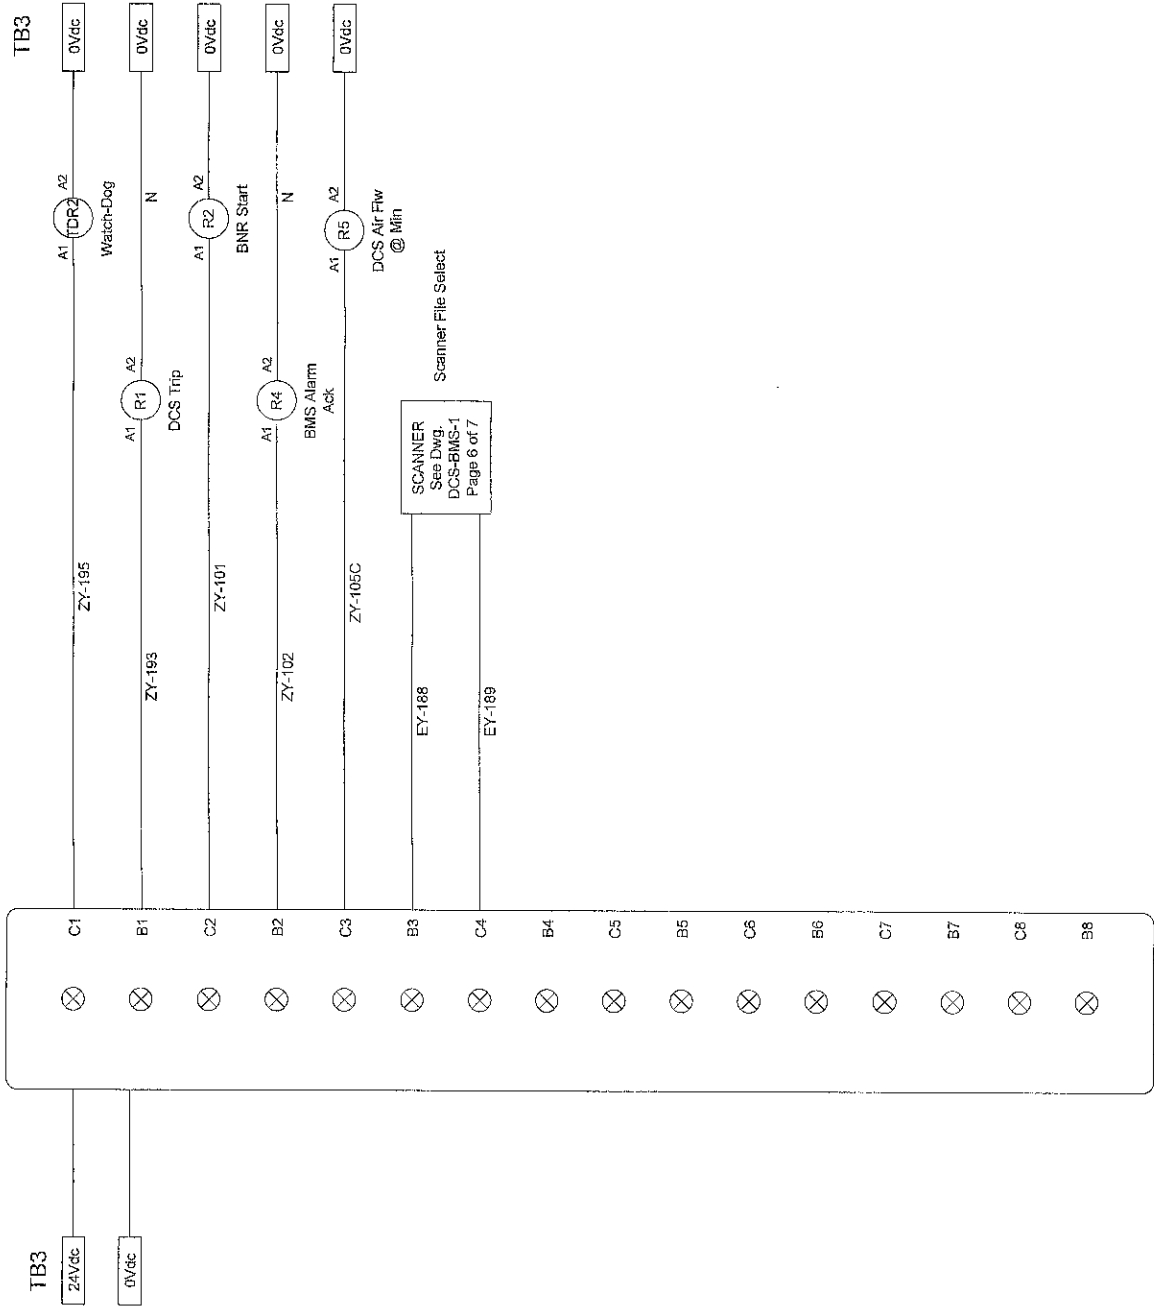 TB3
0Vdc
0Vdc
0Vdc
0Vdc
0Vdc
A1
TDR2
A2
Watch-Dog
ZY-195
A1
R1
A2
N
DCS Trip
ZY-193
A1
R2
A2
BNR Start
ZY-101
A1
R4
A2
N
BMS Alarm
Ack
ZY-102
A1
R5
A2
DCS Air Flw
@ Min
ZY-105C
SCANNER
See Dwg.
DCS-BMS-1
Page 6 of 7
Scanner File Select
EY-188
EY-189
C1
B1
C2
B2
C3
B3
C4
B4
C5
B5
C6
B6
C7
B7
C8
B8
TB3
24Vdc
0Vdc